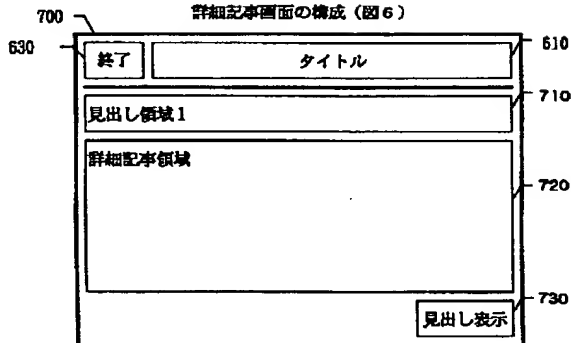 詳細記事画面の構成(図6)
700
630
終了
タイトル
610
見出し領域1
710
詳細記事領域
720
見出し表示
730